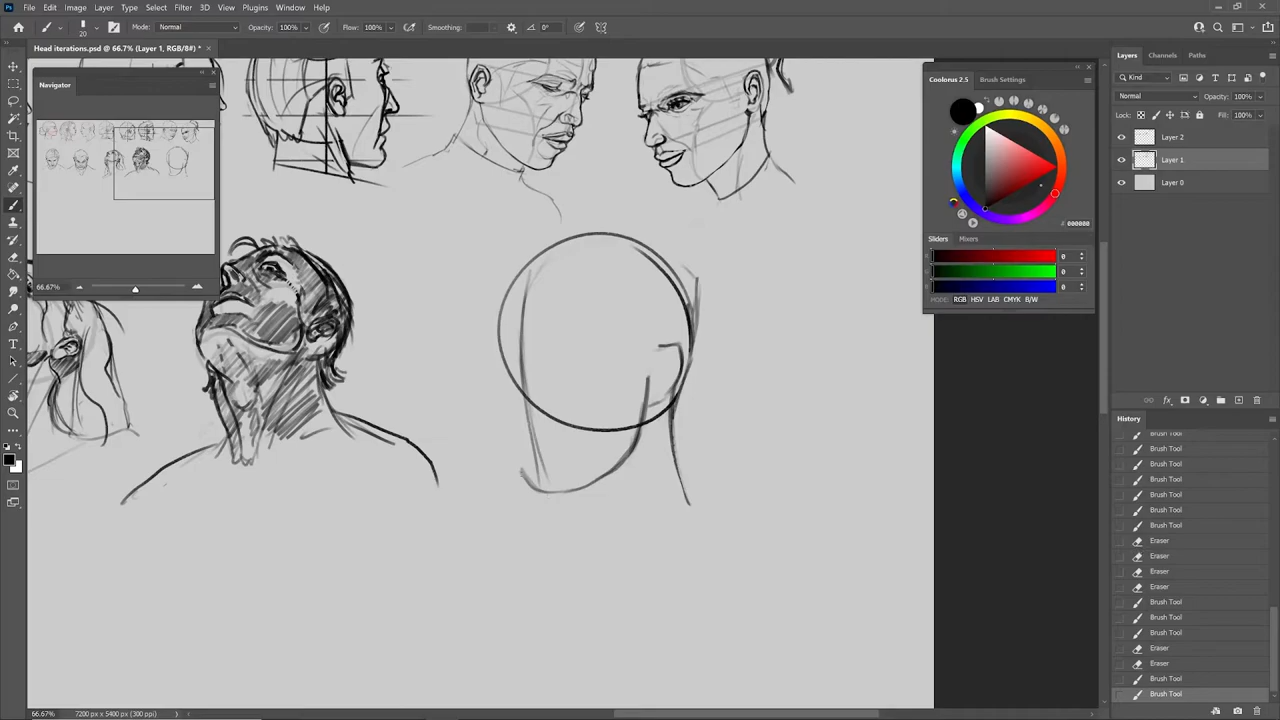 Ps File Edit Image Layer Type Select Filter 3D View Plugins Window Help
20 Mode: Normal Opacity: 100% Flow: 100% Smoothing: 0°
Head iterations.psd @ 66.7% (Layer 1, RGB/8#) *
Navigator
66.67%
Coolorus 2.5 Brush Settings
# 000000
Sliders Mixers
0
0
0
MODE: RGB HSV LAB CMYK B/W
Layers Channels Paths
Kind
Normal Opacity: 100%
Lock: Fill: 100%
Layer 2
Layer 1
Layer 0
History
Brush Tool
Brush Tool
Brush Tool
Brush Tool
Brush Tool
Brush Tool
Brush Tool
Eraser
Eraser
Eraser
Eraser
Brush Tool
Brush Tool
Brush Tool
Eraser
Eraser
Brush Tool
Brush Tool
66.67% 7200 px x 5400 px (300 ppi)